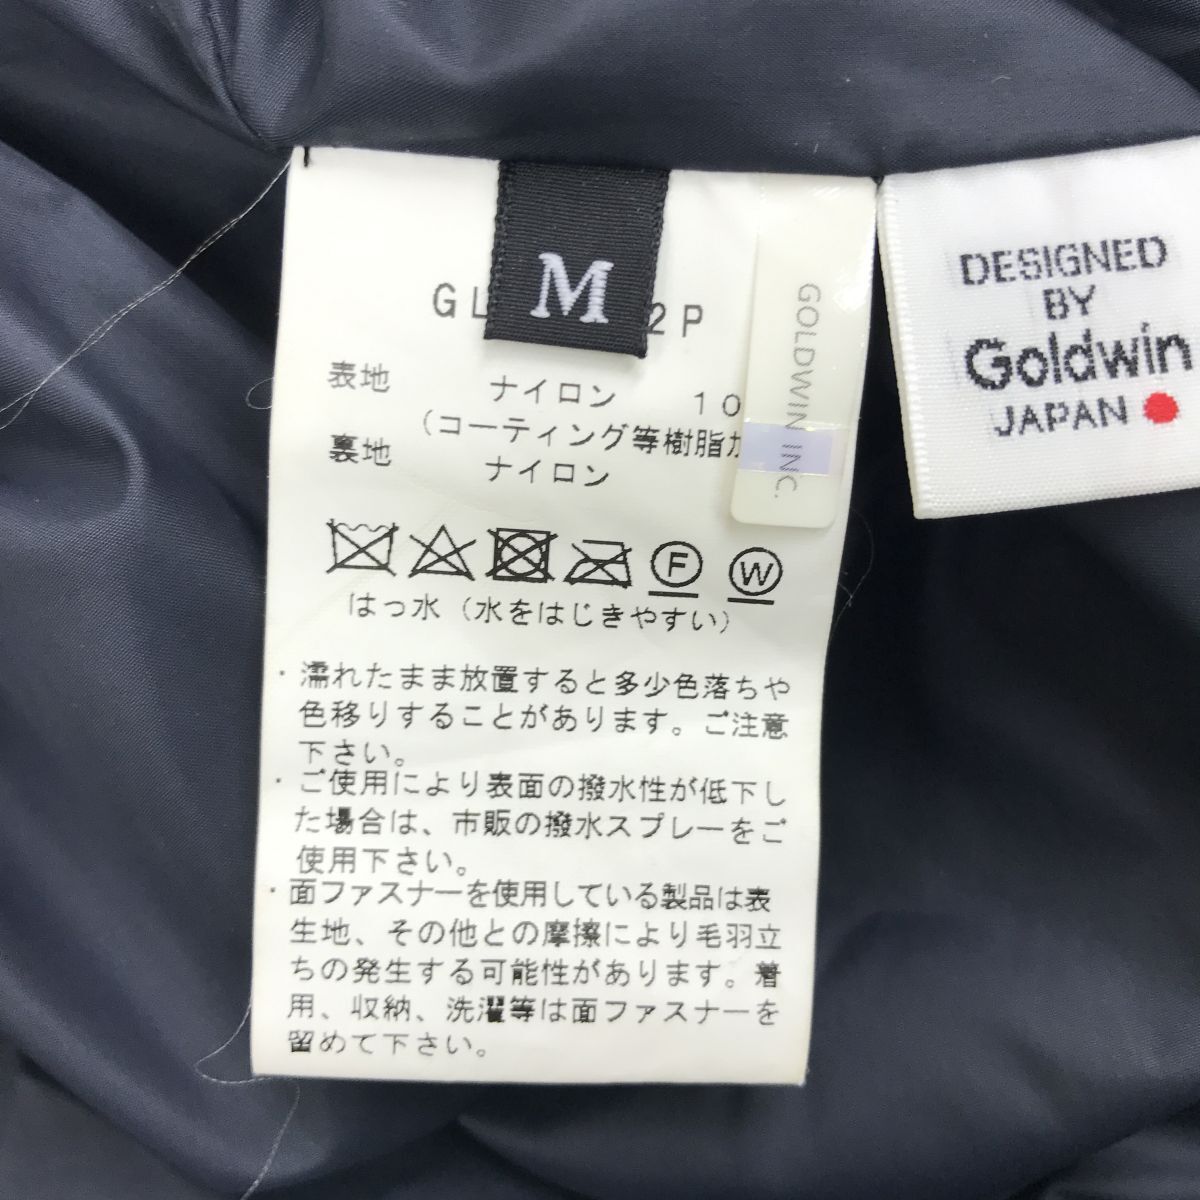 M
GL 2P
表地 ナイロン 10
(コーティング等樹脂加
裏地 ナイロン
F W
はっ水(水をはじきやすい)
・濡れたまま放置すると多少色落ちや
色移りすることがあります。ご注意
下さい。
・ご使用により表面の撥水性が低下し
た場合は、市販の撥水スプレーをご
使用下さい。
・面ファスナーを使用している製品は表
生地、その他との摩擦により毛羽立
ちの発生する可能性があります。着
用、収納、洗濯等は面ファスナーを
留めて下さい。
GOLDWIN INC.
DESIGNED
BY
Goldwin
JAPAN